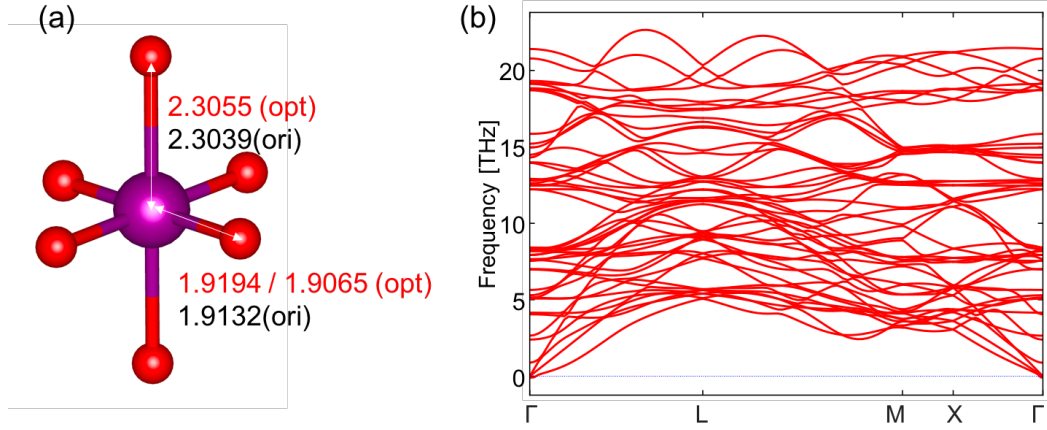 (a)
2.3055 (opt)
2.3039(ori)
1.9194 / 1.9065 (opt)
1.9132(ori)
(b)
Frequency [THz]
20
15
10
5
0
Γ L M X Γ